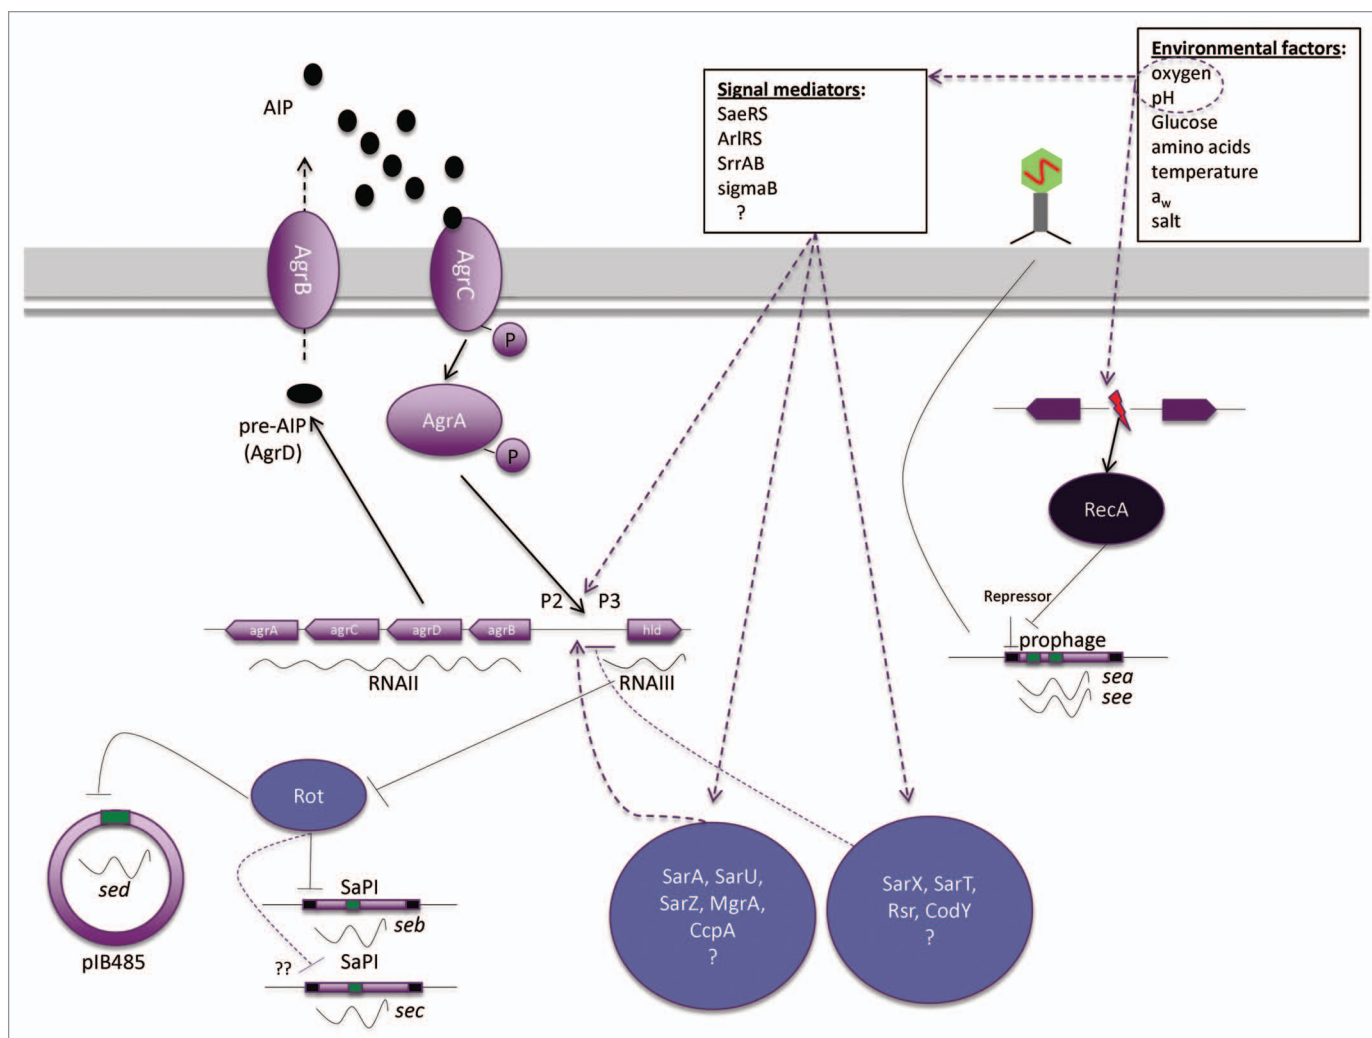 AIP
Signal mediators:
SaeRS
ArlRS
SrrAB
sigmaB
?
Environmental factors:
oxygen
pH
Glucose
amino acids
temperature
aw
salt
AgrB
AgrC
P
AgrA
P
pre-AIP
(AgrD)
RecA
P2
P3
agrA
agrC
agrD
agrB
hld
RNAII
RNAIII
Repressor
prophage
sea
see
Rot
sed
pIB485
SaPI
seb
??
SaPI
sec
SarA, SarU,
SarZ, MgrA,
CcpA
?
SarX, SarT,
Rsr, CodY
?